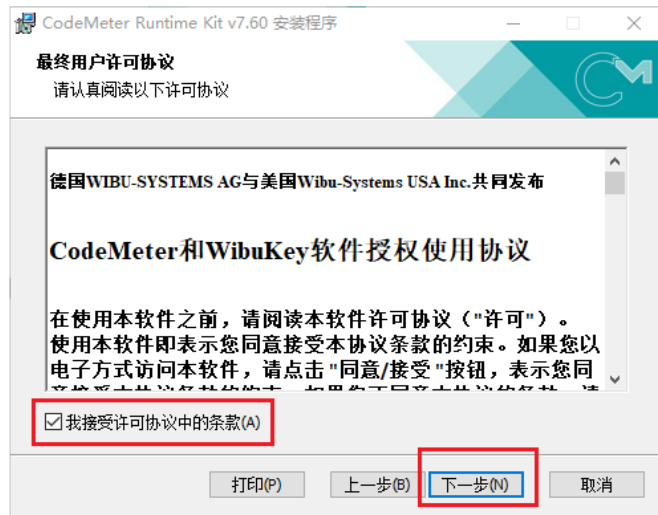 CodeMeter Runtime Kit v7.60 安装程序
最终用户许可协议
请认真阅读以下许可协议
德国WIBU-SYSTEMS AG与美国Wibu-Systems USA Inc.共同发布
CodeMeter和WibuKey软件授权使用协议
在使用本软件之前，请阅读本软件许可协议（"许可"）。
使用本软件即表示您同意接受本协议条款的约束。如果您以
电子方式访问本软件，请点击"同意/接受"按钮，表示您同
我接受许可协议中的条款(A)
打印(P) 上一步(B) 下一步(N) 取消